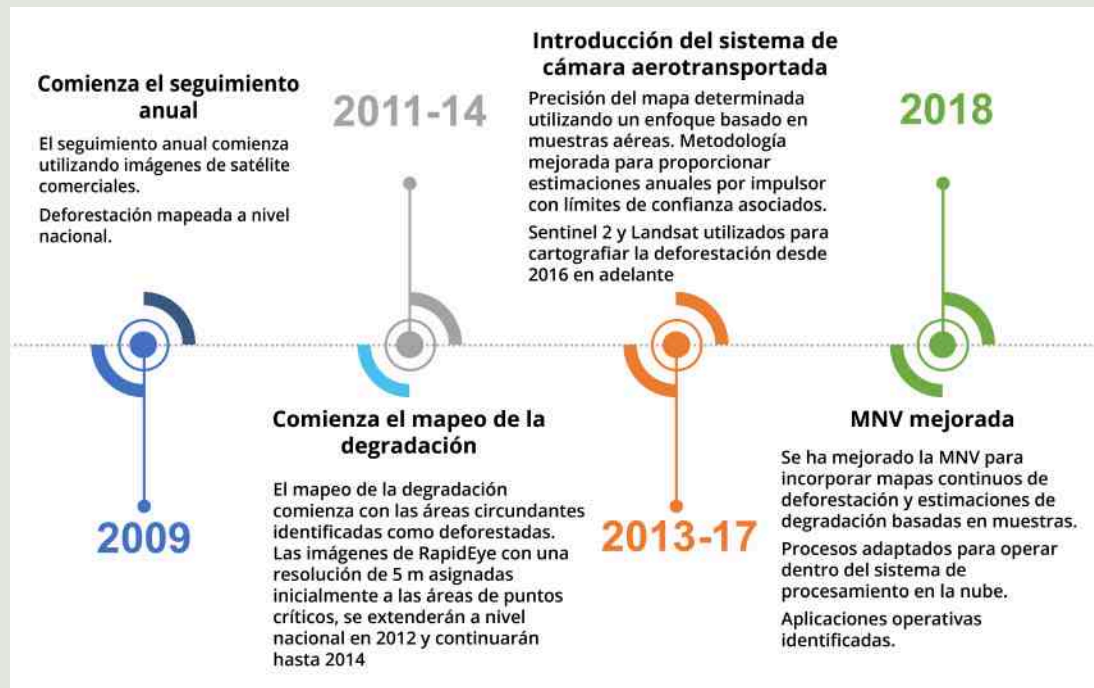 Comienza el seguimiento
anual
El seguimiento anual comienza
utilizando imágenes de satélite
comerciales.
Deforestación mapeada a nivel
nacional.
2009
2011-14
Comienza el mapeo de la
degradación
El mapeo de la degradación
comienza con las áreas circundantes
identificadas como deforestadas.
Las imágenes de RapidEye con una
resolución de 5 m asignadas
inicialmente a las áreas de puntos
críticos, se extenderán a nivel
nacional en 2012 y continuarán
hasta 2014
Introducción del sistema de
cámara aerotransportada
Precisión del mapa determinada
utilizando un enfoque basado en
muestras aéreas. Metodología
mejorada para proporcionar
estimaciones anuales por impulsor
con límites de confianza asociados.
Sentinel 2 y Landsat utilizados para
cartografiar la deforestación desde
2016 en adelante
2013-17
2018
MNV mejorada
Se ha mejorado la MNV para
incorporar mapas continuos de
deforestación y estimaciones de
degradación basadas en muestras.
Procesos adaptados para operar
dentro del sistema de
procesamiento en la nube.
Aplicaciones operativas
identificadas.